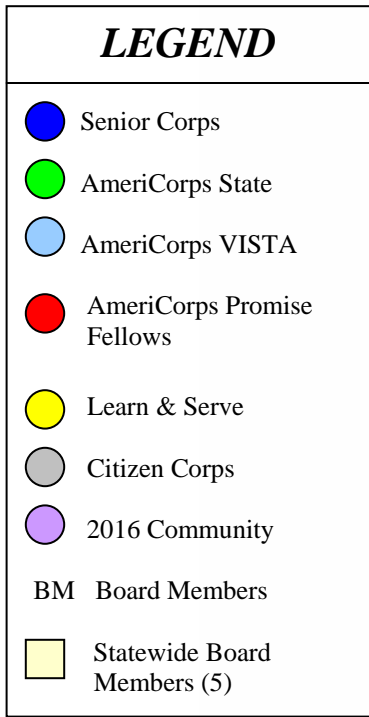 LEGEND
Senior Corps
AmeriCorps State
AmeriCorps VISTA
AmeriCorps Promise
Fellows
Learn & Serve
Citizen Corps
2016 Community
BM Board Members
Statewide Board
Members (5)